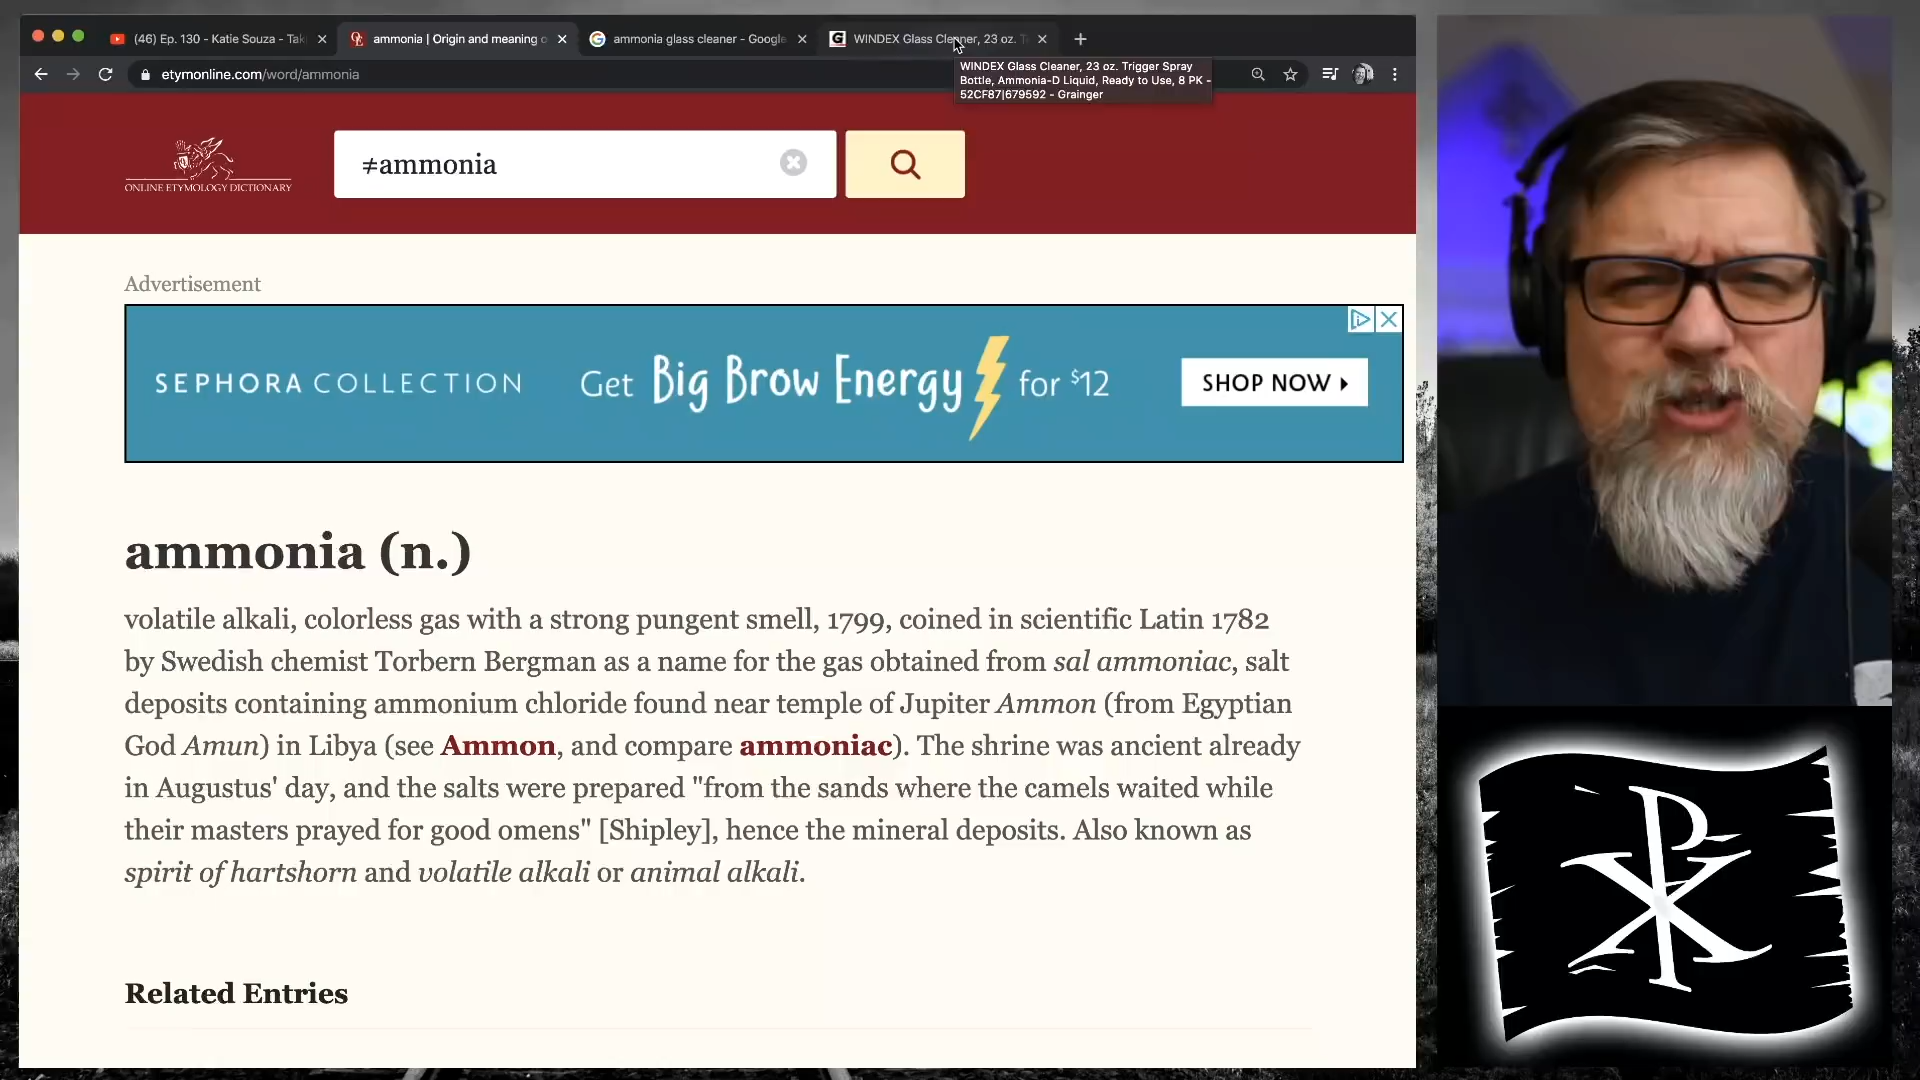 (46) Ep. 130 - Katie Souza - Tak
ammonia | Origin and meaning o
ammonia glass cleaner - Google
WINDEX Glass Cleaner, 23 oz. T
etymonline.com/word/ammonia
WINDEX Glass Cleaner, 23 oz. Trigger Spray
Bottle, Ammonia-D Liquid, Ready to Use, 8 PK -
52CF87|679592 - Grainger
ONLINE ETYMOLOGY DICTIONARY
≠ammonia
Advertisement
SEPHORA COLLECTION
Get Big Brow Energy for $12
SHOP NOW
ammonia (n.)
volatile alkali, colorless gas with a strong pungent smell, 1799, coined in scientific Latin 1782
by Swedish chemist Torbern Bergman as a name for the gas obtained from sal ammoniac, salt
deposits containing ammonium chloride found near temple of Jupiter Ammon (from Egyptian
God Amun) in Libya (see Ammon, and compare ammoniac). The shrine was ancient already
in Augustus' day, and the salts were prepared "from the sands where the camels waited while
their masters prayed for good omens" [Shipley], hence the mineral deposits. Also known as
spirit of hartshorn and volatile alkali or animal alkali.
Related Entries